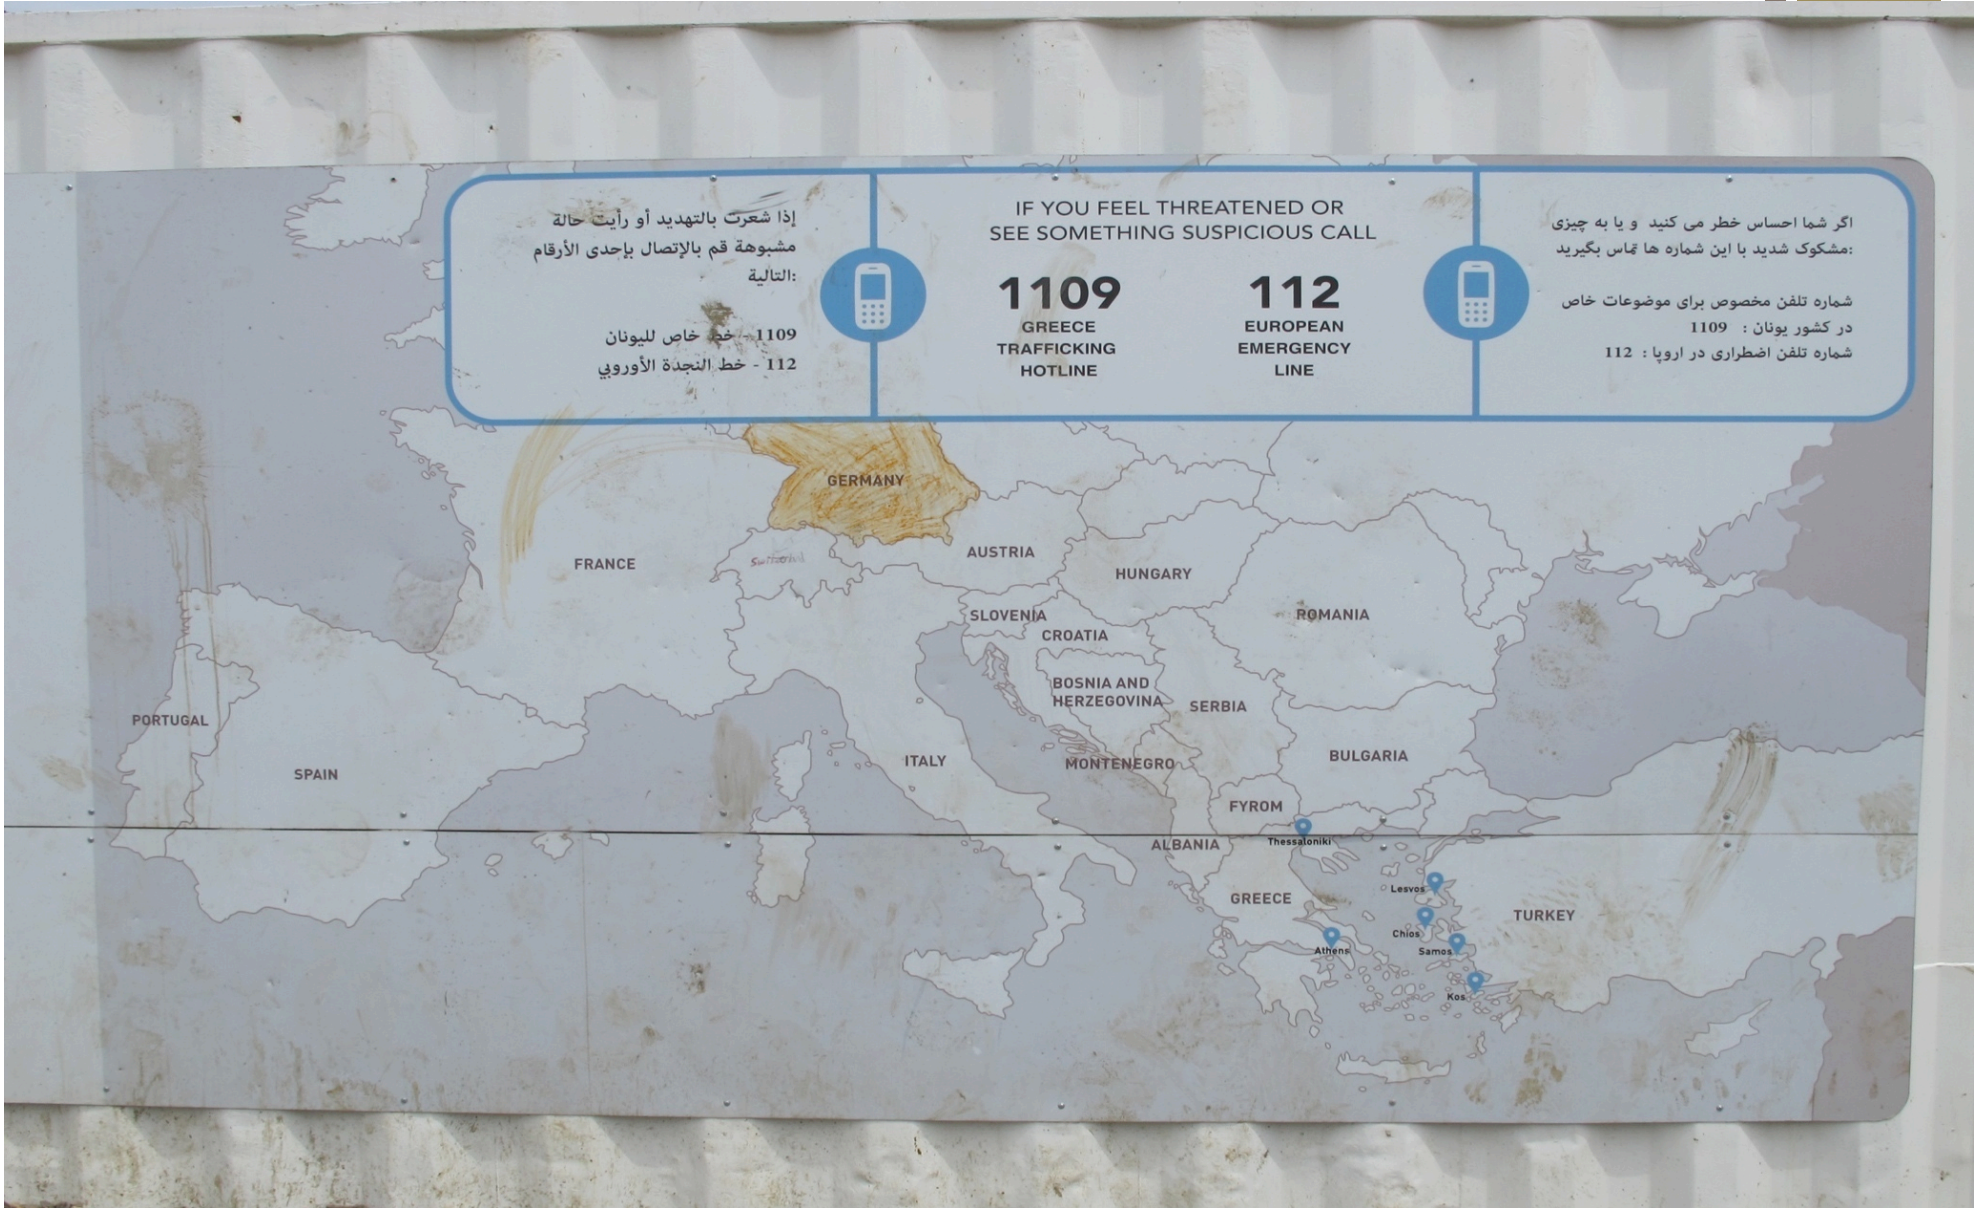 إذا شعرت بالتهديد أو رأيت حالة
مشبوهة قم بالإتصال بإحدى الأرقام
التالية:
1109 - خط خاص لليونان
112 - خط النجدة الأوروبي
IF YOU FEEL THREATENED OR
SEE SOMETHING SUSPICIOUS CALL
1109
GREECE
TRAFFICKING
HOTLINE
112
EUROPEAN
EMERGENCY
LINE
اگر شما احساس خطر می کنید و یا به چیزی
مشکوک شدید با این شماره ها تماس بگیرید:
شماره تلفن مخصوص برای موضوعات خاص
در کشور یونان : 1109
شماره تلفن اضطراری در اروپا : 112
GERMANY
FRANCE
AUSTRIA
HUNGARY
SLOVENIA
CROATIA
ROMANIA
BOSNIA AND
HERZEGOVINA
SERBIA
PORTUGAL
SPAIN
ITALY
MONTENEGRO
BULGARIA
FYROM
ALBANIA
Thessaloniki
GREECE
Lesvos
TURKEY
Chios
Athens
Samos
Kos